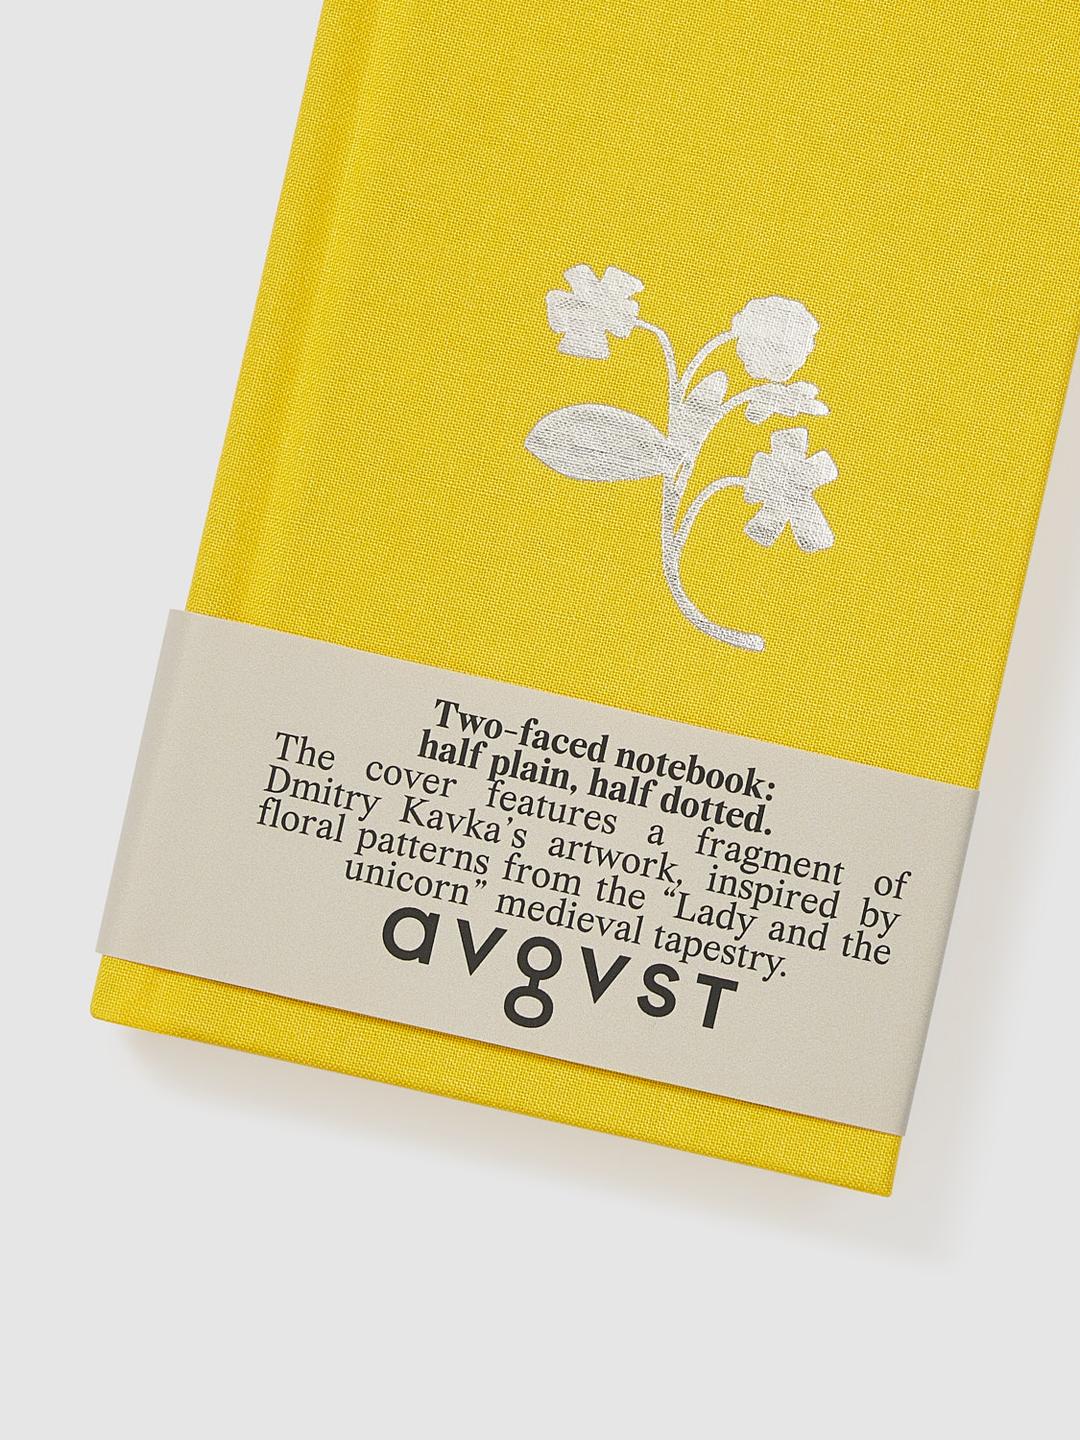 Two-faced notebook:
half plain, half dotted.
The cover features a fragment of
Dmitry Kavka's artwork, inspired by
floral patterns from the “Lady and the
unicorn” medieval tapestry.
avgvst